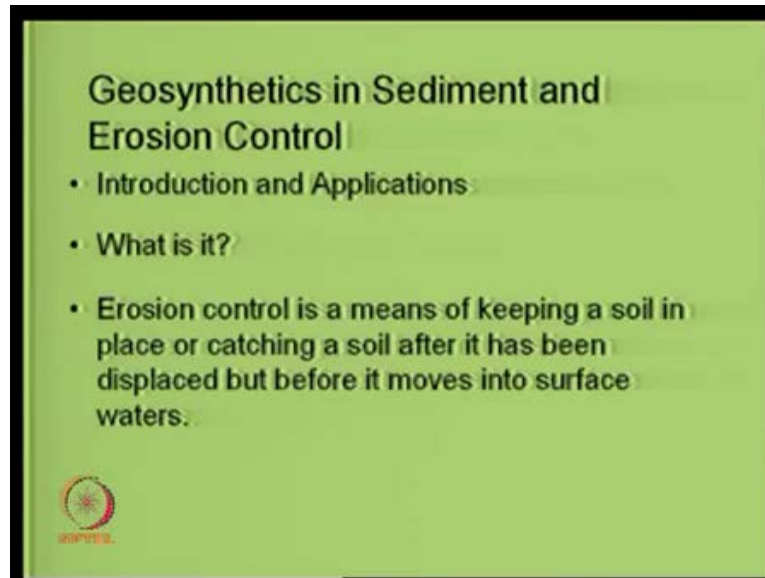 Geosynthetics in Sediment and
Erosion Control
• Introduction and Applications
• What is it?
• Erosion control is a means of keeping a soil in
place or catching a soil after it has been
displaced but before it moves into surface
waters.